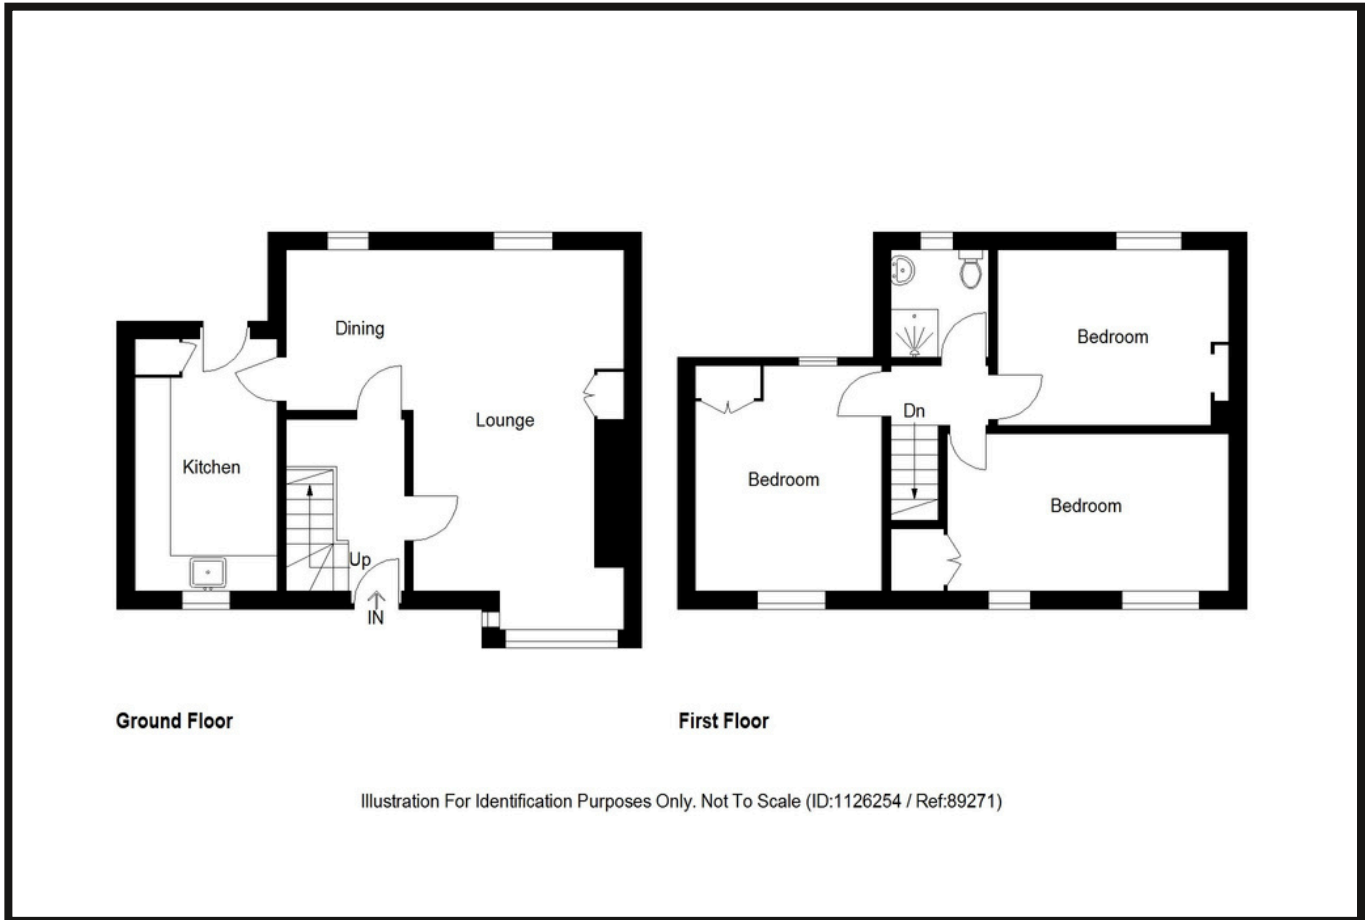 Dining
Lounge
Kitchen
Up
IN
Bedroom
Dn
Bedroom
Bedroom
Ground Floor
First Floor
Illustration For Identification Purposes Only. Not To Scale (ID:1126254 / Ref:89271)